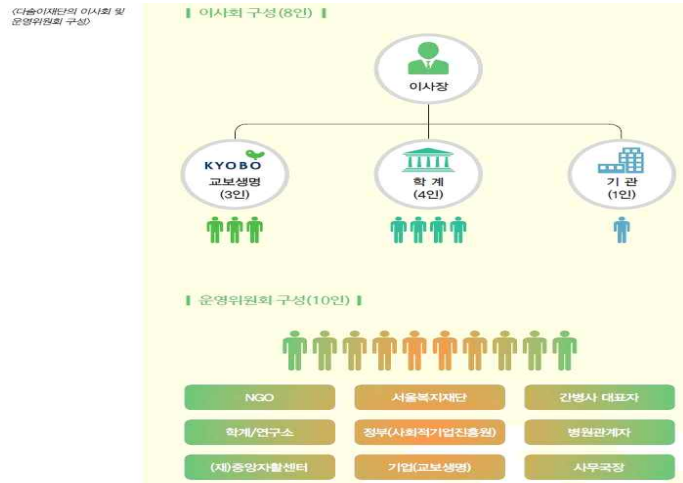 <다솜이재단의 이사회 및
운영위원회 구성>
이사회 구성(8인)
이사장
KYOBO
교보생명
(3인)
학 계
(4인)
기 관
(1인)
운영위원회 구성(10인)
NGO
서울복지재단
간병사 대표자
학계/연구소
정부(사회적기업진흥원)
병원관계자
(재)중앙자활센터
기업(교보생명)
사무국장